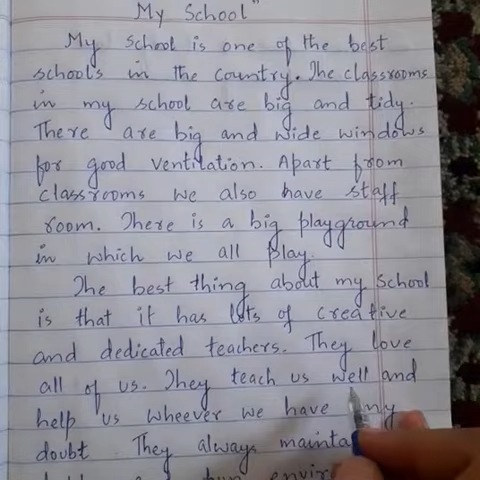 My School"
My School is one of the best
school's in the country. The classrooms
in my school are big and tidy.
There are big and wide windows
for good ventilation. Apart from
classrooms we also have staff
room. There is a big playground
in which we all play.
The best thing about my School
is that it has lots of creative
and dedicated teachers. They love
all of us. They teach us well and
help us wheever we have ny
doubt. They always mainta